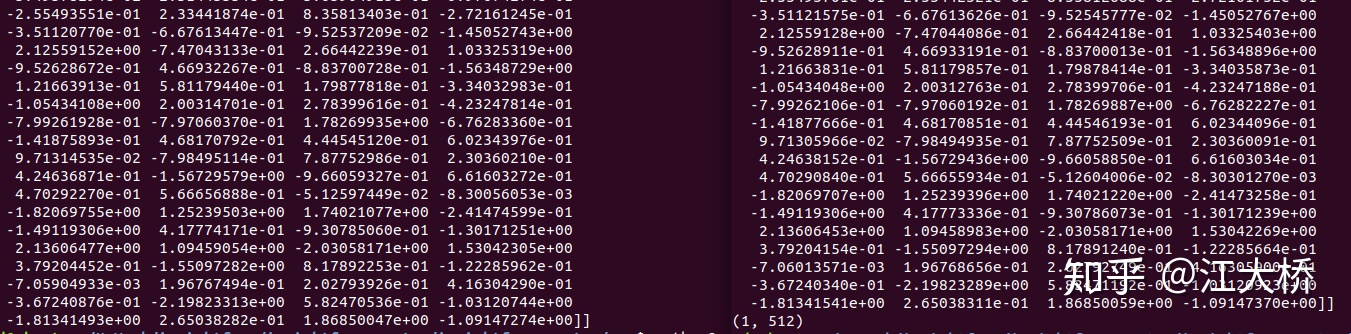 -2.55493551e-01 2.33441874e-01 8.35813403e-01 -2.72161245e-01
-3.51120770e-01 -6.67613447e-01 -9.52537209e-02 -1.45052743e+00
2.12559152e+00 -7.47043133e-01 2.66442239e-01 1.03325319e+00
-9.52628672e-01 4.66932267e-01 -8.83700728e-01 -1.56348729e+00
1.21663913e-01 5.81179440e-01 1.79877818e-01 -3.34032983e-01
-1.05434108e+00 2.00314701e-01 2.78399616e-01 -4.23247814e-01
-7.99261928e-01 -7.97060370e-01 1.78269935e+00 -6.76283360e-01
-1.41875893e-01 4.68170792e-01 4.44545120e-01 6.02343976e-01
9.71314535e-02 -7.98495114e-01 7.87752986e-01 2.30360210e-01
4.24636871e-01 -1.56729579e+00 -9.66059327e-01 6.61603272e-01
4.70292270e-01 5.66656888e-01 -5.12597449e-02 -8.30056053e-03
-1.82069755e+00 1.25239503e+00 1.74021077e+00 -2.41474599e-01
-1.49119306e+00 4.17774171e-01 -9.30785060e-01 -1.30171251e+00
2.13606477e+00 1.09459054e+00 -2.03058171e+00 1.53042305e+00
3.79204452e-01 -1.55097282e+00 8.17892253e-01 -1.22285962e-01
-7.05904933e-03 1.96767494e-01 2.02793926e-01 4.16304290e-01
-3.67240876e-01 -2.19823313e+00 5.82470536e-01 -1.03120744e+00
-1.81341493e+00 2.65038282e-01 1.86850047e+00 -1.09147274e+00]]
-3.51121575e-01 -6.67613626e-01 -9.52545777e-02 -1.45052767e+00
2.12559128e+00 -7.47044086e-01 2.66442418e-01 1.03325403e+00
-9.52628911e-01 4.66933191e-01 -8.83700013e-01 -1.56348896e+00
1.21663831e-01 5.81179857e-01 1.79878414e-01 -3.34035873e-01
-1.05434048e+00 2.00312763e-01 2.7839706e-01 -4.23247188e-01
-7.99262106e-01 -7.97060192e-01 1.78269887e+00 -6.76282227e-01
-1.41877666e-01 4.68170851e-01 4.44546193e-01 6.02344096e-01
9.71305966e-02 -7.98494935e-01 7.87752509e-01 2.30360091e-01
4.24638152e-01 -1.56729436e+00 -9.66058850e-01 6.61603034e-01
4.70290840e-01 5.66655934e-01 -5.12604006e-02 -8.30301270e-03
-1.82069707e+00 1.25239396e+00 1.74021220e+00 -2.41473258e-01
-1.49119306e+00 4.17773336e-01 -9.30786073e-01 -1.30171239e+00
2.13606453e+00 1.09458983e+00 -2.03058171e+00 1.53042269e+00
3.79204154e-01 -1.55097294e+00 8.17891240e-01 -1.22285664e-01
-7.06013571e-03 1.96768656e-01
-3.67240340e-01 -2.19823289e+00
-1.81341541e+00 2.65038311e-01 1.86850059e+00 -1.09147370e+00]]
(1, 512)
知乎 @江大桥